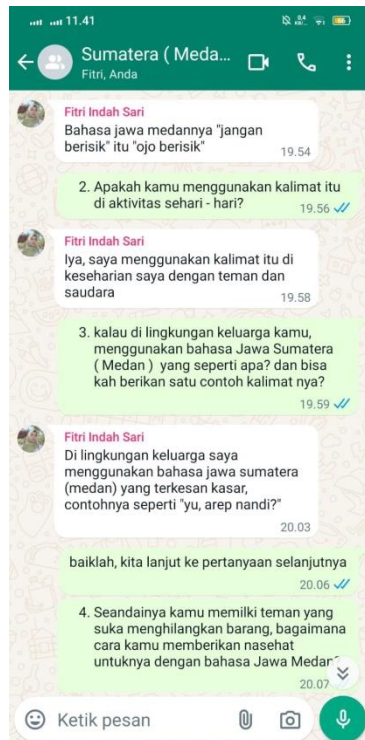 11.41
Sumatera ( Meda...
Fitri, Anda
Fitri Indah Sari
Bahasa jawa medannya "jangan
berisik" itu "ojo berisik"
19.54
2. Apakah kamu menggunakan kalimat itu
di aktivitas sehari - hari?
19.56
Fitri Indah Sari
Iya, saya menggunakan kalimat itu di
keseharian saya dengan teman dan
saudara
19.58
3. kalau di lingkungan keluarga kamu,
menggunakan bahasa Jawa Sumatera
( Medan ) yang seperti apa? dan bisa
kah berikan satu contoh kalimat nya?
19.59
Fitri Indah Sari
Di lingkungan keluarga saya
menggunakan bahasa jawa sumatera
(medan) yang terkesan kasar,
contohnya seperti "yu, arep nandi?"
20.03
baiklah, kita lanjut ke pertanyaan selanjutnya
20.06
4. Seandainya kamu memilki teman yang
suka menghilangkan barang, bagaimana
cara kamu memberikan nasehat
untuknya dengan bahasa Jawa Medan
20.07
Ketik pesan